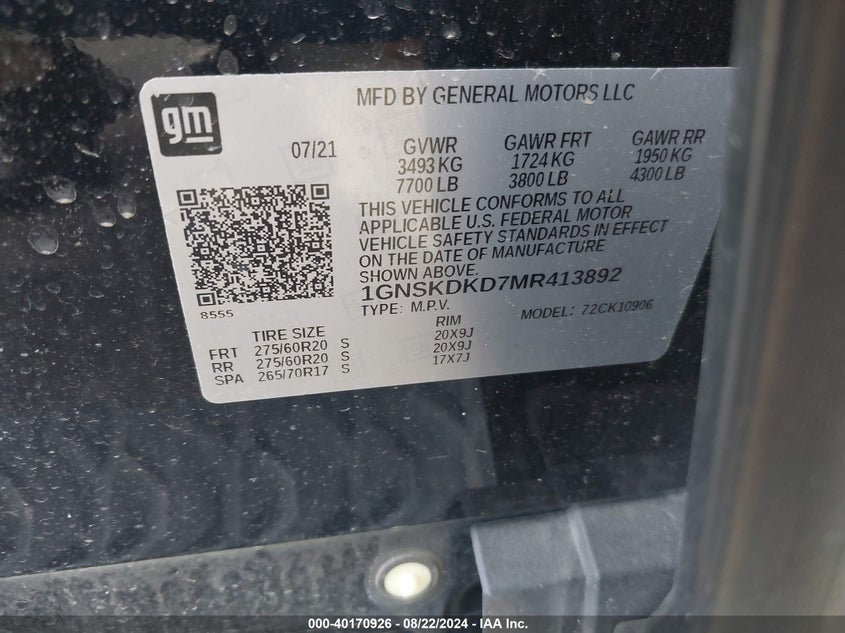 gm
MFD BY GENERAL MOTORS LLC
07/21
GVWR GAWR FRT GAWR RR
3493 KG 1724 KG 1950 KG
7700 LB 3800 LB 4300 LB
THIS VEHICLE CONFORMS TO ALL
APPLICABLE U.S. FEDERAL MOTOR
VEHICLE SAFETY STANDARDS IN EFFECT
ON THE DATE OF MANUFACTURE
SHOWN ABOVE.
1GNSKDKD7MR413892
8555
TYPE: M.P.V. MODEL: 72CK10906
TIRE SIZE RIM
FRT 275/60R20 S 20X9J
RR 275/60R20 S 20X9J
SPA 265/70R17 S 17X7J
000-40170926 - 08/22/2024 - IAA Inc.